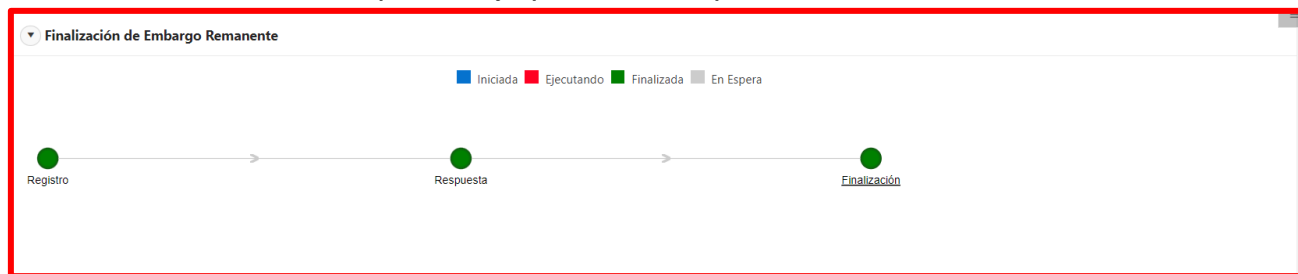 Finalización de Embargo Remanente
Iniciada Ejecutando Finalizada En Espera
Registro Respuesta Finalización